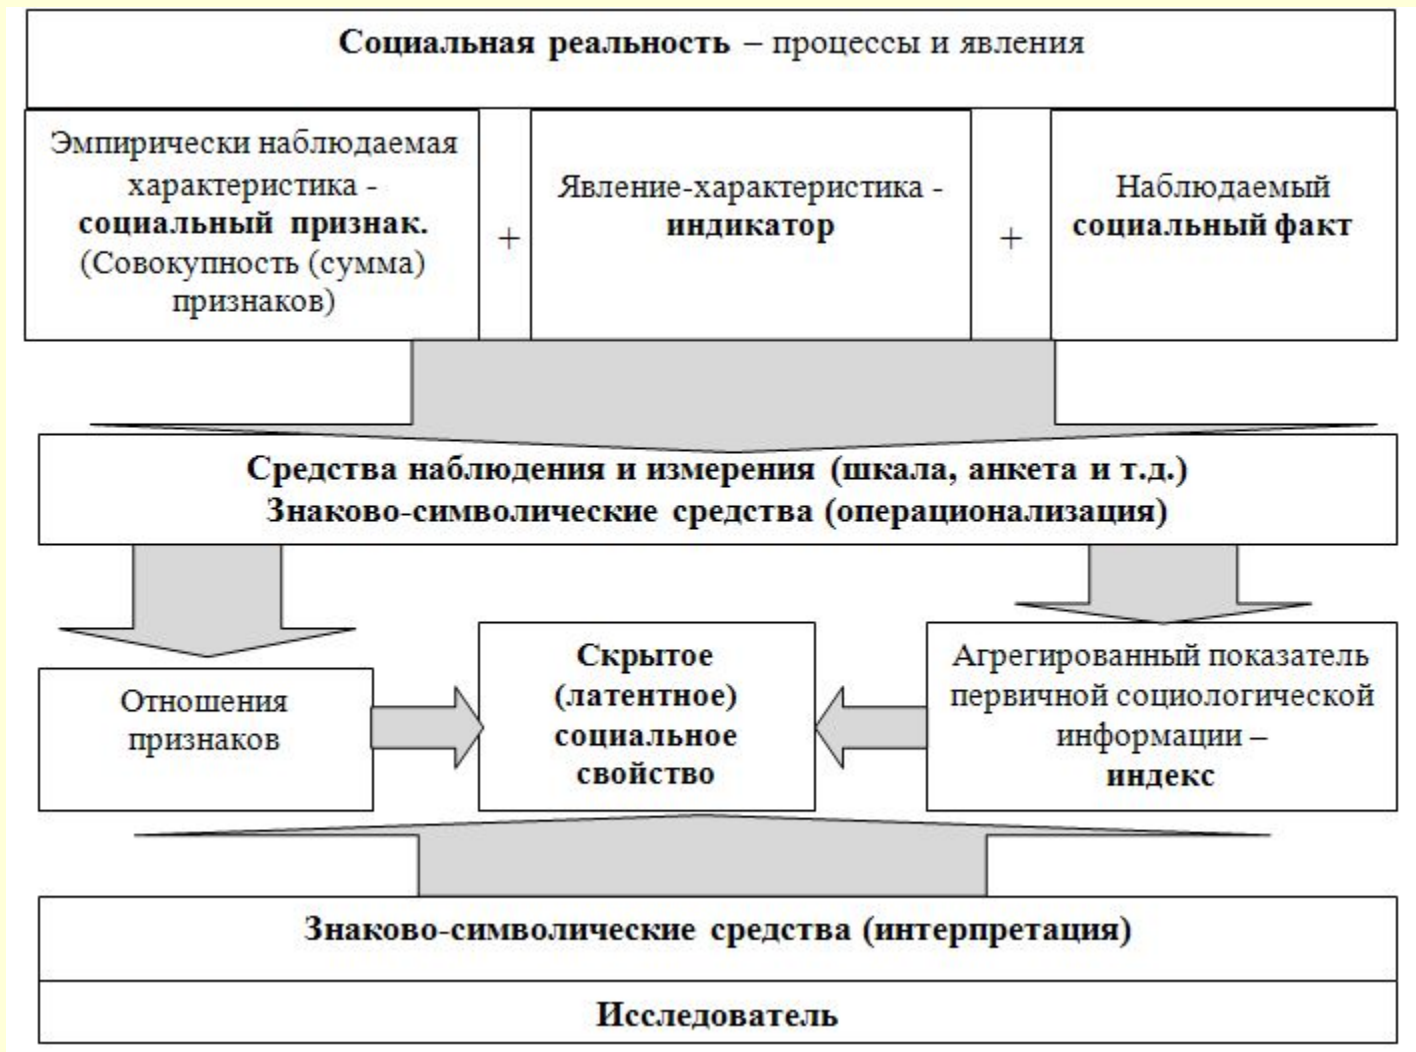 Социальная реальность – процессы и явления
Эмпирически наблюдаемая
характеристика -
социальный признак.
(Совокупность (сумма)
признаков)
+
Явление-характеристика -
индикатор
+
Наблюдаемый
социальный факт
Средства наблюдения и измерения (шкала, анкета и т.д.)
Знаково-символические средства (операционализация)
Отношения
признаков
Скрытое
(латентное)
социальное
свойство
Агрегированный показатель
первичной социологической
информации –
индекс
Знаково-символические средства (интерпретация)
Исследователь